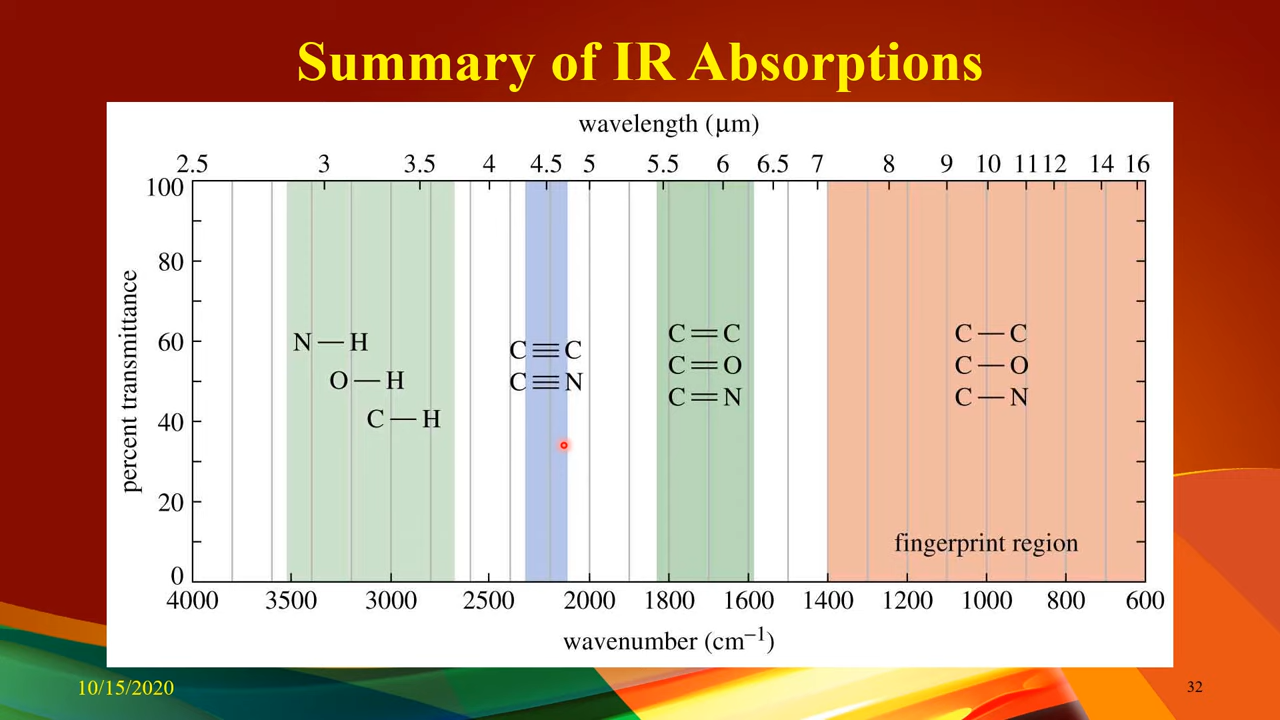 Summary of IR Absorptions
wavelength (μm)
2.5 3 3.5 4 4.5 5 5.5 6 6.5 7 8 9 10 11 12 14 16
percent transmittance
100
80
60
40
20
0
N — H
O — H
C — H
C ≡ C
C ≡ N
C = C
C = O
C = N
C — C
C — O
C — N
fingerprint region
4000 3500 3000 2500 2000 1800 1600 1400 1200 1000 800 600
wavenumber (cm⁻¹)
10/15/2020
32